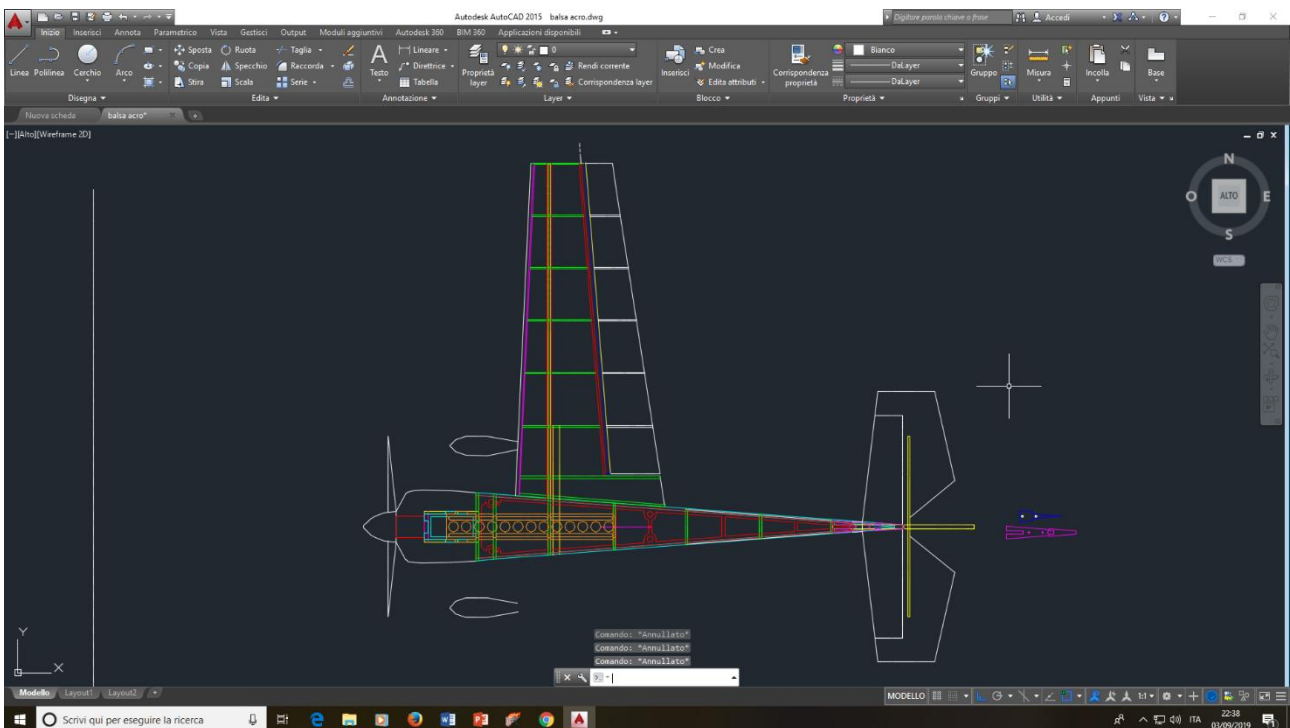 Autodesk AutoCAD 2015 balsa acro.dwg
Digitare parola chiave o frase
Accedi
Inizio Inserisci Annota Parametrico Vista Gestisci Output Moduli aggiuntivi Autodesk 360 BIM 360 Applicazioni disponibili
Linea Polilinea Cerchio Arco
Sposta Ruota Taglia
Copia Specchio Raccorda
Stira Scala Serie
Testo
Lineare
Direttrice
Tabella
Proprietà layer
0
Rendi corrente
Corrispondenza layer
Inserisci
Crea
Modifica
Edita attributi
Corrispondenza proprietà
Bianco
DaLayer
DaLayer
Gruppo
Misura
Incolla
Base
Disegna Edita Annotazione Layer Blocco Proprietà Gruppi Utilità Appunti Vista
Nuova scheda balsa acro*
[−][Alto][Wireframe 2D]
N
O ALTO E
S
WCS
Y
X
Comando: *Annullato*
Comando: *Annullato*
Comando: *Annullato*
Modello Layout1 Layout2
MODELLO
1:1
Scrivi qui per eseguire la ricerca
ITA
22:38
03/09/2019